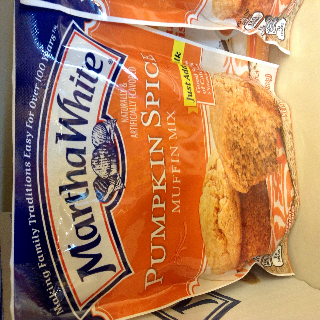 Making Family Traditions Easy For Over 100 Years
Martha White
NATURALLY &
ARTIFICIALLY FLAVORED
PUMPKIN SPICE
MUFFIN MIX
Just Add